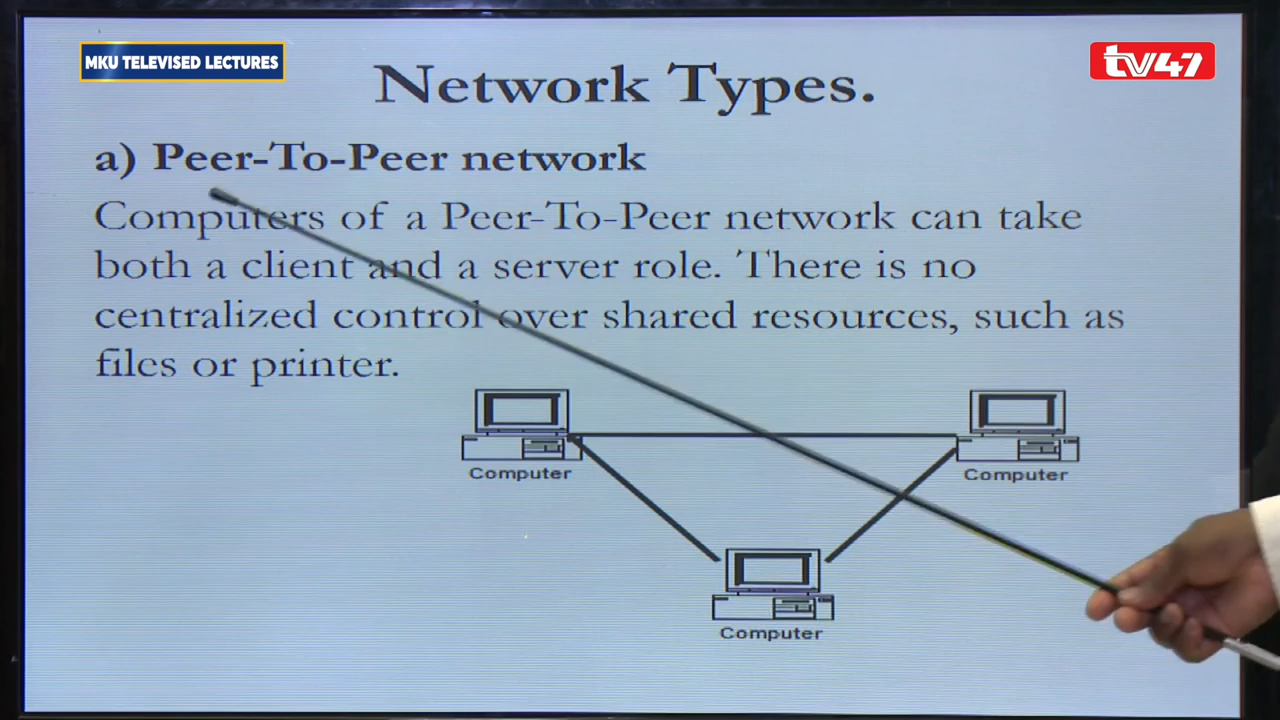 MKU TELEVISED LECTURES
tv47
Network Types.
a) Peer-To-Peer network
Computers of a Peer-To-Peer network can take
both a client and a server role. There is no
centralized control over shared resources, such as
files or printer.
Computer
Computer
Computer